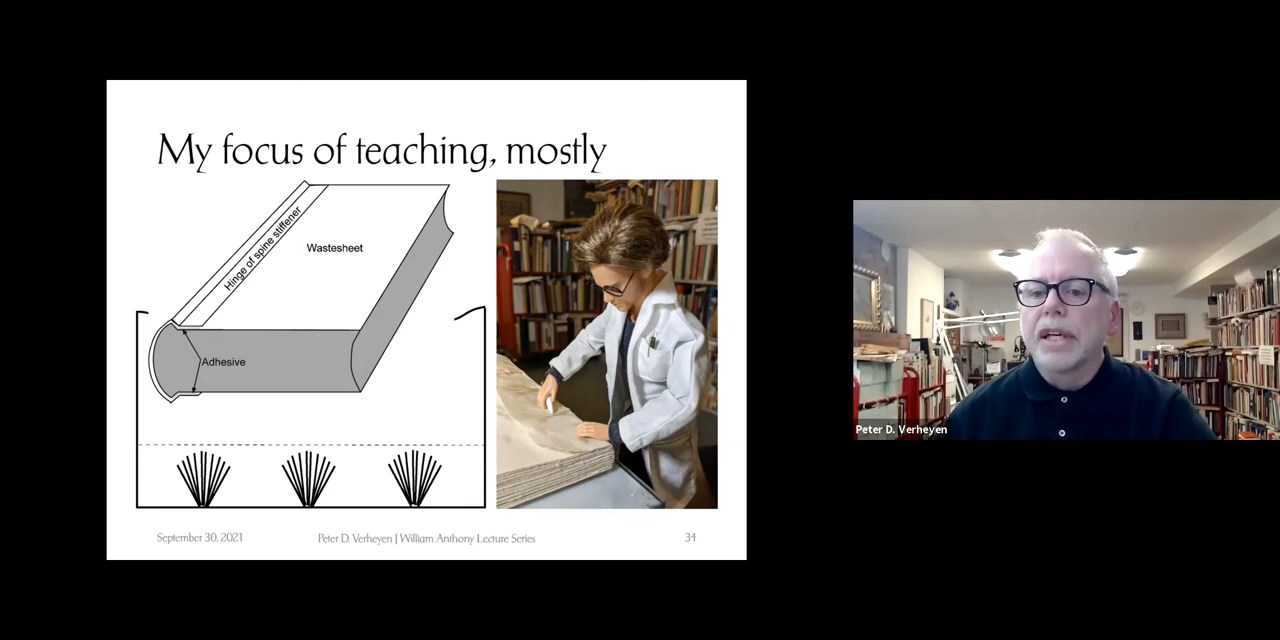 My focus of teaching, mostly
Hinge of spine stiffener
Wastesheet
Adhesive
September 30, 2021
Peter D. Verheyen | William Anthony Lecture Series
34
Peter D. Verheyen